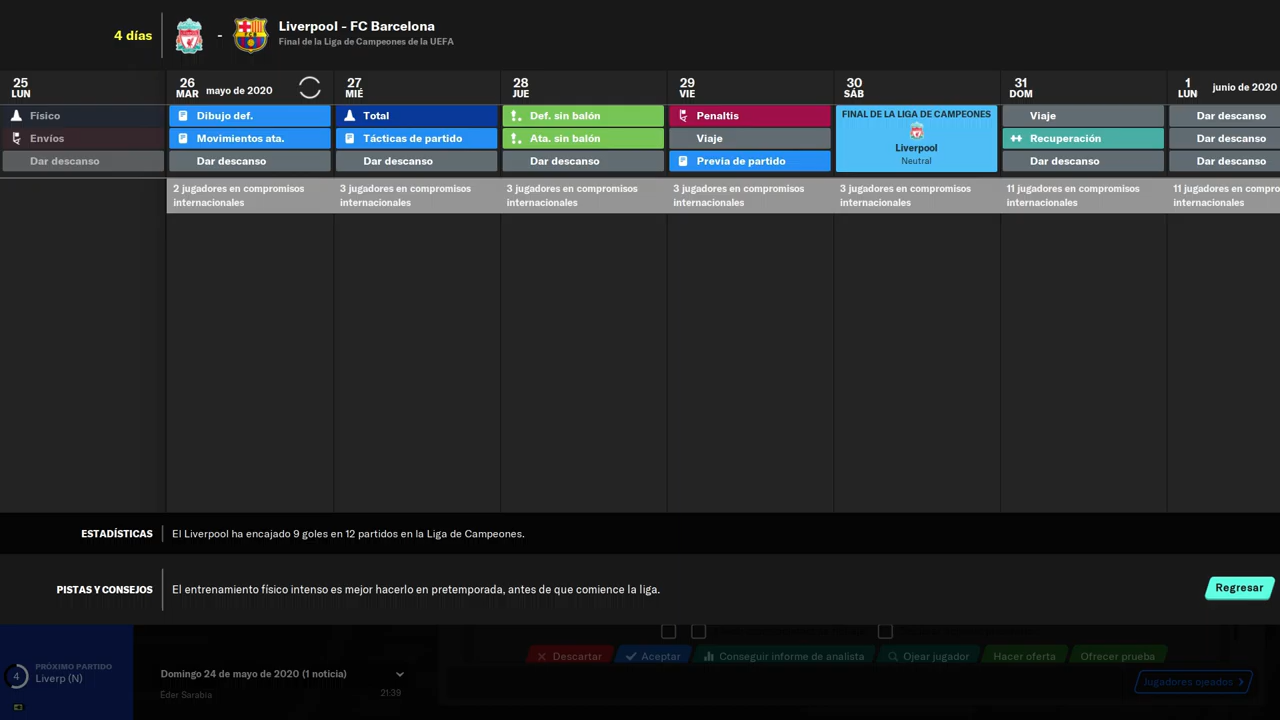 4 días
Liverpool - FC Barcelona
Final de la Liga de Campeones de la UEFA
25
LUN
Físico
Envíos
Dar descanso
26
MAR mayo de 2020
Dibujo def.
Movimientos ata.
Dar descanso
2 jugadores en compromisos
internacionales
27
MIÉ
Total
Tácticas de partido
Dar descanso
3 jugadores en compromisos
internacionales
28
JUE
Def. sin balón
Ata. sin balón
Dar descanso
3 jugadores en compromisos
internacionales
29
VIE
Penaltis
Viaje
Previa de partido
3 jugadores en compromisos
internacionales
30
SÁB
FINAL DE LA LIGA DE CAMPEONES
Liverpool
Neutral
3 jugadores en compromisos
internacionales
31
DOM
Viaje
Recuperación
Dar descanso
11 jugadores en compromisos
internacionales
1
LUN junio de 2020
Dar descanso
Dar descanso
Dar descanso
11 jugadores en compro
internacionales
ESTADÍSTICAS
El Liverpool ha encajado 9 goles en 12 partidos en la Liga de Campeones.
PISTAS Y CONSEJOS
El entrenamiento físico intenso es mejor hacerlo en pretemporada, antes de que comience la liga.
Regresar
Descartar
Aceptar
Conseguir informe de analista
Ojear jugador
Hacer oferta
Ofrecer prueba
4
PRÓXIMO PARTIDO
Liverp (N)
Domingo 24 de mayo de 2020 (1 noticia)
Éder Sarabia
21:39
Jugadores ojeados